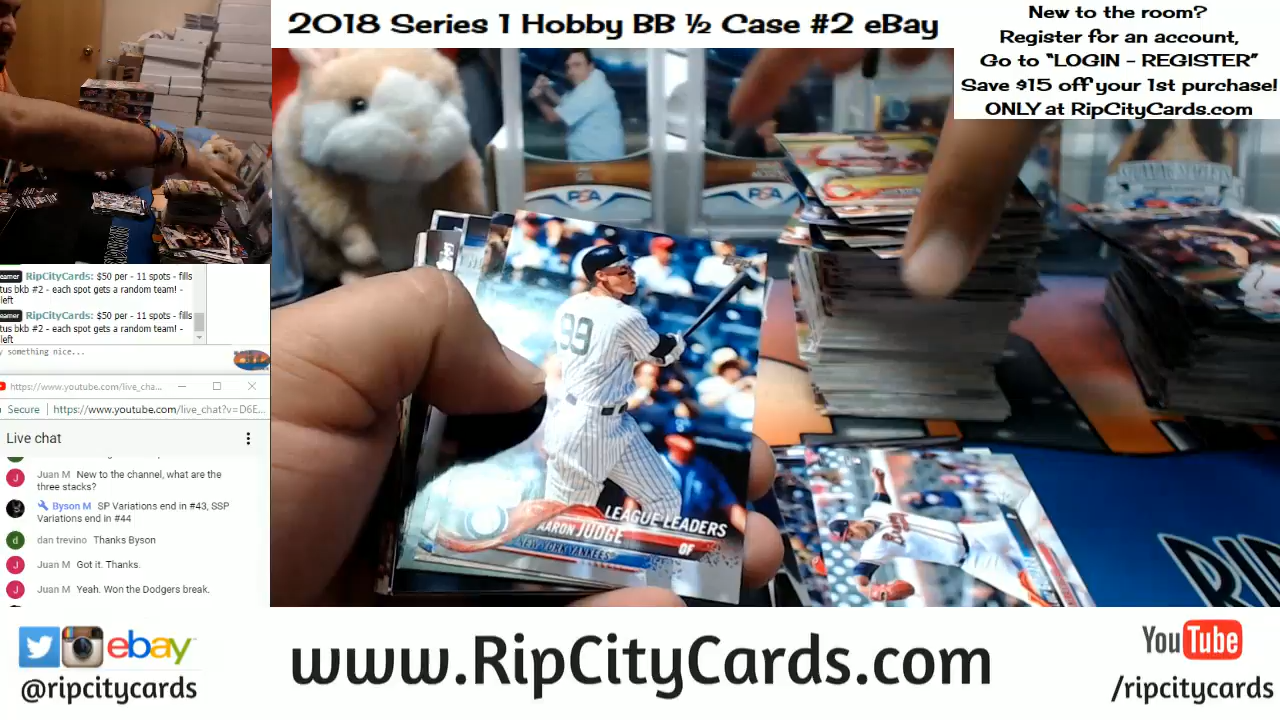 2018 Series 1 Hobby BB ½ Case #2 eBay
New to the room?
Register for an account,
Go to “LOGIN - REGISTER”
Save $15 off your 1st purchase!
ONLY at RipCityCards.com
PSA
PSA
99
LEAGUE LEADERS
AARON JUDGE
OF
NEW YORK YANKEES
RIP
eamer RipCityCards: $50 per - 11 spots - fills
tus bkb #2 - each spot gets a random team! -
left
eamer RipCityCards: $50 per - 11 spots - fills
tus bkb #2 - each spot gets a random team! -
left
y something nice...
https://www.youtube.com/live_cha...
Secure https://www.youtube.com/live_chat?v=D6E...
Live chat
Juan M New to the channel, what are the
three stacks?
Byson M SP Variations end in #43, SSP
Variations end in #44
dan trevino Thanks Byson
Juan M Got it. Thanks.
Juan M Yeah. Won the Dodgers break.
ebay
@ripcitycards
www.RipCityCards.com
YouTube
/ripcitycards